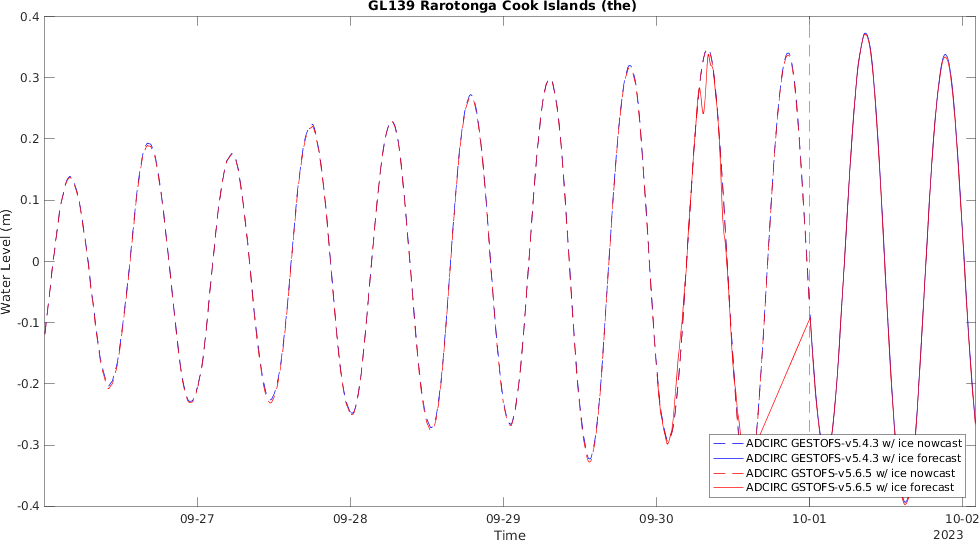 GL139 Rarotonga Cook Islands (the)
0.4
0.3
0.2
0.1
0
-0.1
-0.2
-0.3
-0.4
Water Level (m)
ADCIRC GESTOFS-v5.4.3 w/ ice nowcast
ADCIRC GESTOFS-v5.4.3 w/ ice forecast
ADCIRC GSTOFS-v5.6.5 w/ ice nowcast
ADCIRC GSTOFS-v5.6.5 w/ ice forecast
09-27 09-28 09-29 09-30 10-01 10-02
Time 2023